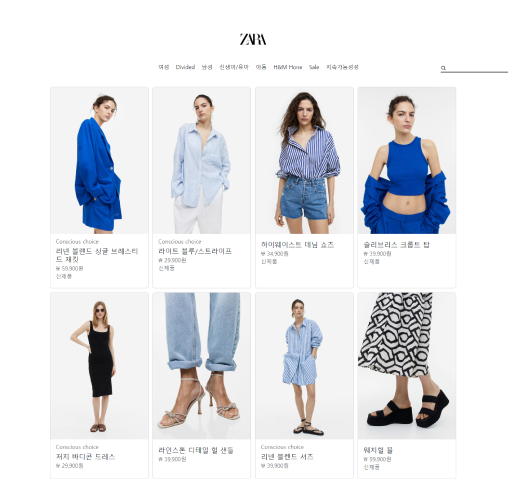 ZARA
여성 Divided 남성 신생아/유아 아동 H&M Home Sale 지속가능성
Conscious choice
리넨 블렌드 싱글 브레스티드 재킷
₩ 59,900원
신제품
Conscious choice
라이트 블루/스트라이프
₩ 29,900원
신제품
하이웨이스트 데님 쇼츠
₩ 34,900원
신제품
슬리브리스 크롭트 탑
₩ 19,900원
신제품
Conscious choice
저지 바디콘 드레스
₩ 29,900원
라인스톤 디테일 힐 샌들
₩ 39,900원
Conscious choice
리넨 블렌드 셔츠
₩ 39,900원
웨지힐 뮬
₩ 59,900원
신제품